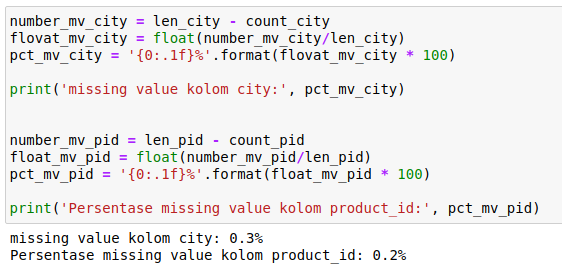 number_mv_city = len_city - count_city
flovat_mv_city = float(number_mv_city/len_city)
pct_mv_city = '{0:.1f}%'.format(flovat_mv_city * 100)
print('missing value kolom city:', pct_mv_city)
number_mv_pid = len_pid - count_pid
float_mv_pid = float(number_mv_pid/len_pid)
pct_mv_pid = '{0:.1f}%'.format(float_mv_pid * 100)
print('Persentase missing value kolom product_id:', pct_mv_pid)
missing value kolom city: 0.3%
Persentase missing value kolom product_id: 0.2%